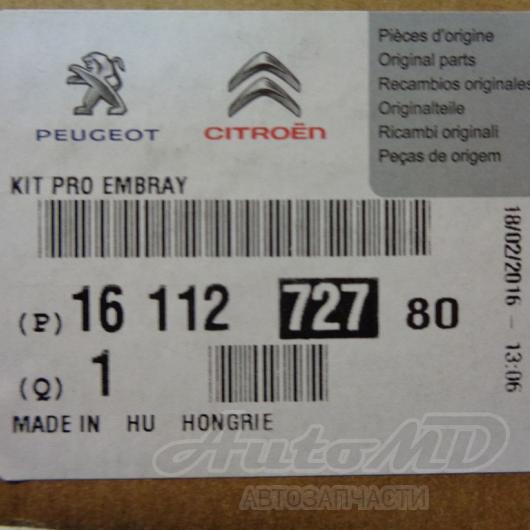 PEUGEOT
CITROËN
Pièces d'origine
Original parts
Recambios originales
Originalteile
Ricambi originali
Peças de origem
KIT PRO EMBRAY
(P) 16 112 727 80
(Q) 1
MADE IN HU HONGRIE
18/02/2016 - 13:06
AutoMD
АВТОЗАПЧАСТИ